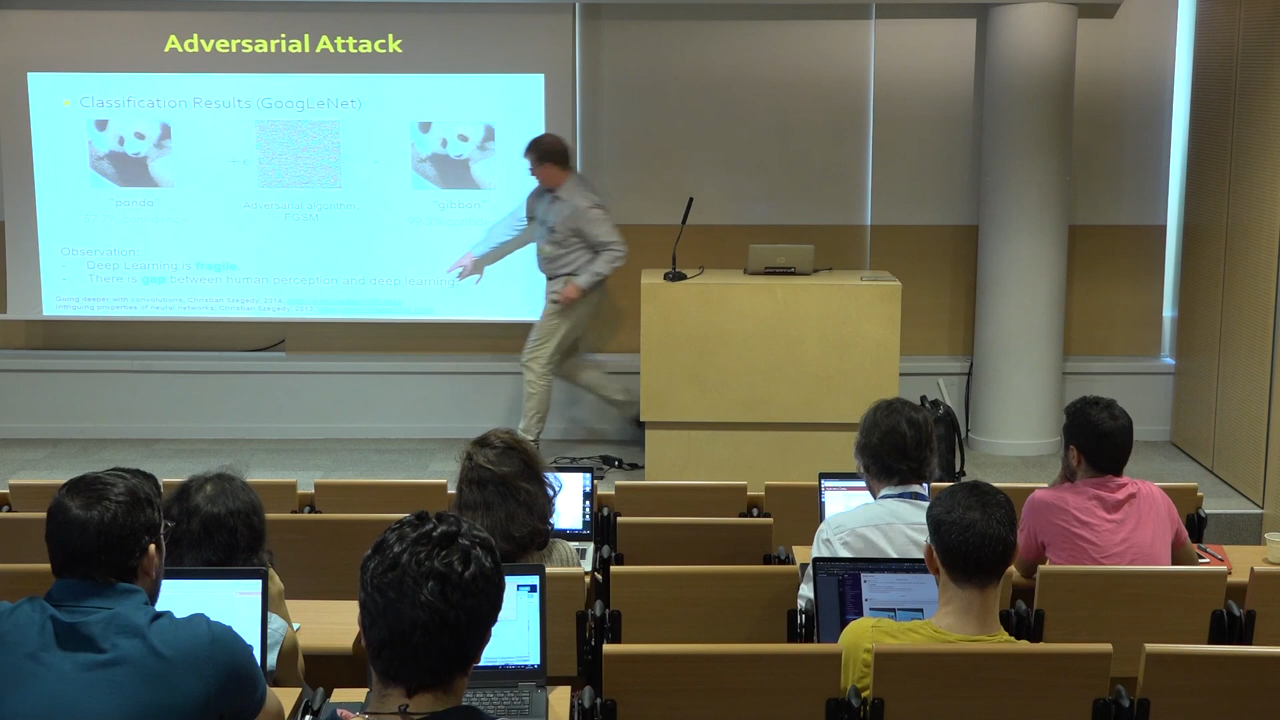 Adversarial Attack
Classification Results (GoogLeNet)
"panda"
"gibbon"
Adversarial algorithm,
FGSM
Observation:
- Deep Learning is fragile.
- There is gap between human perception and deep learning.
Going deeper with convolutions, Christian Szegedy, 2014
Intriguing properties of neural networks, Christian Szegedy, 2013